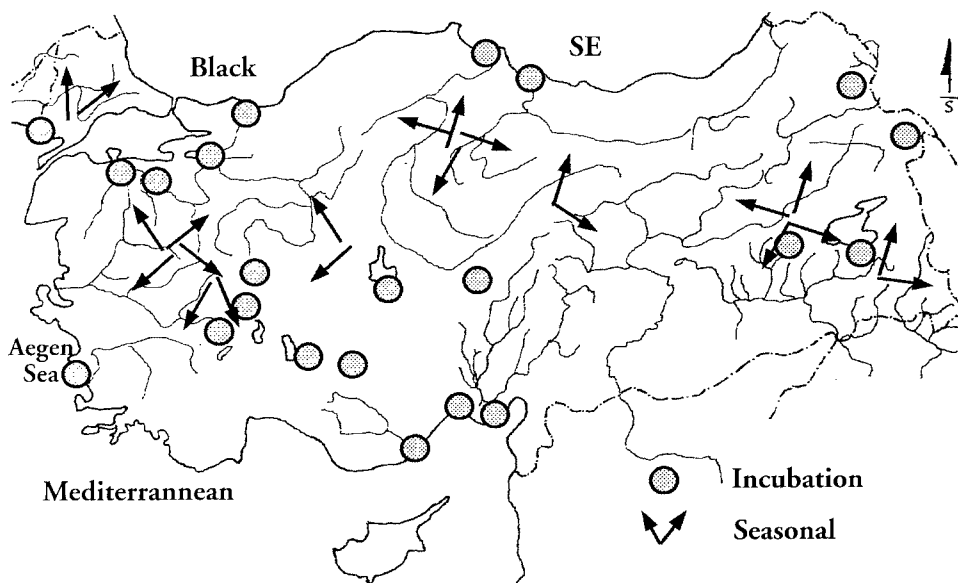 Black
SE
S
Aegen
Sea
Mediterrannean
Incubation
Seasonal